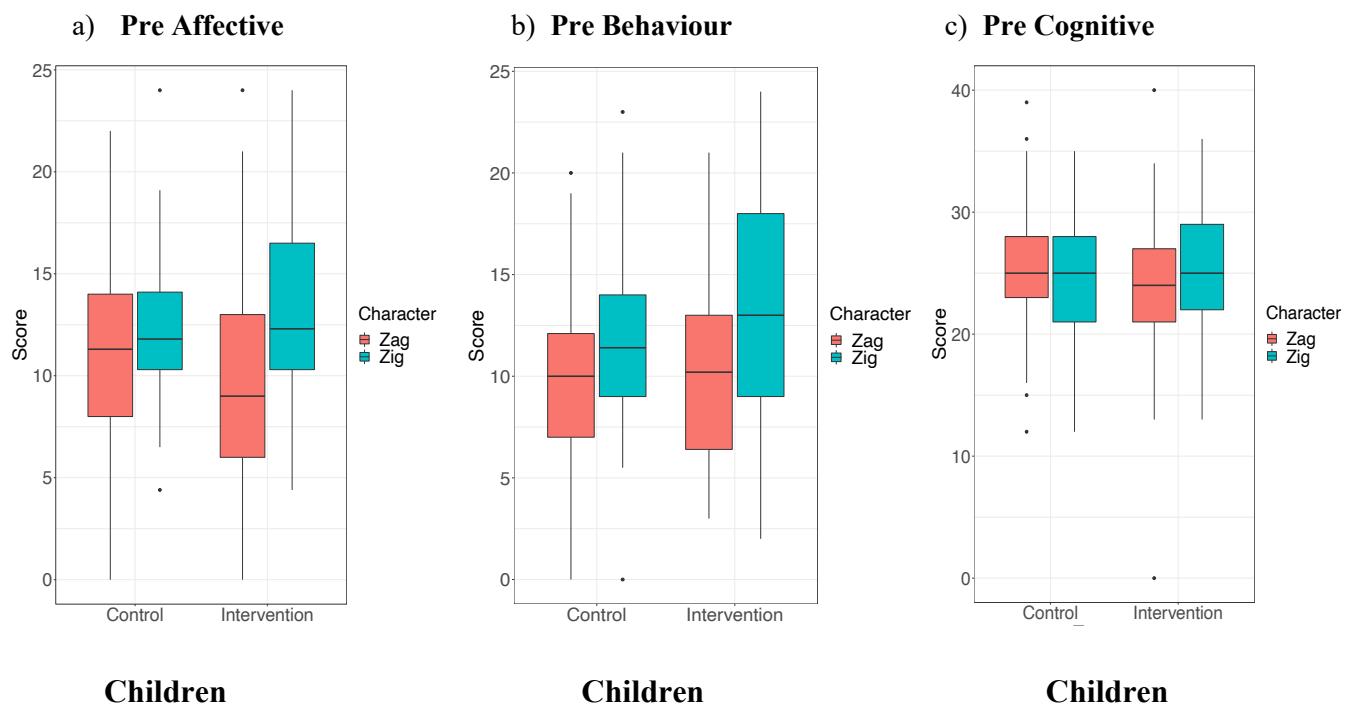 a) Pre Affective
b) Pre Behaviour
c) Pre Cognitive
25
20
15
10
5
0
Score
Control
Intervention
Character
Zag
Zig
25
20
15
10
5
0
Score
Control
Intervention
Character
Zag
Zig
40
30
20
10
0
Score
Control
Intervention
Character
Zag
Zig
Children
Children
Children